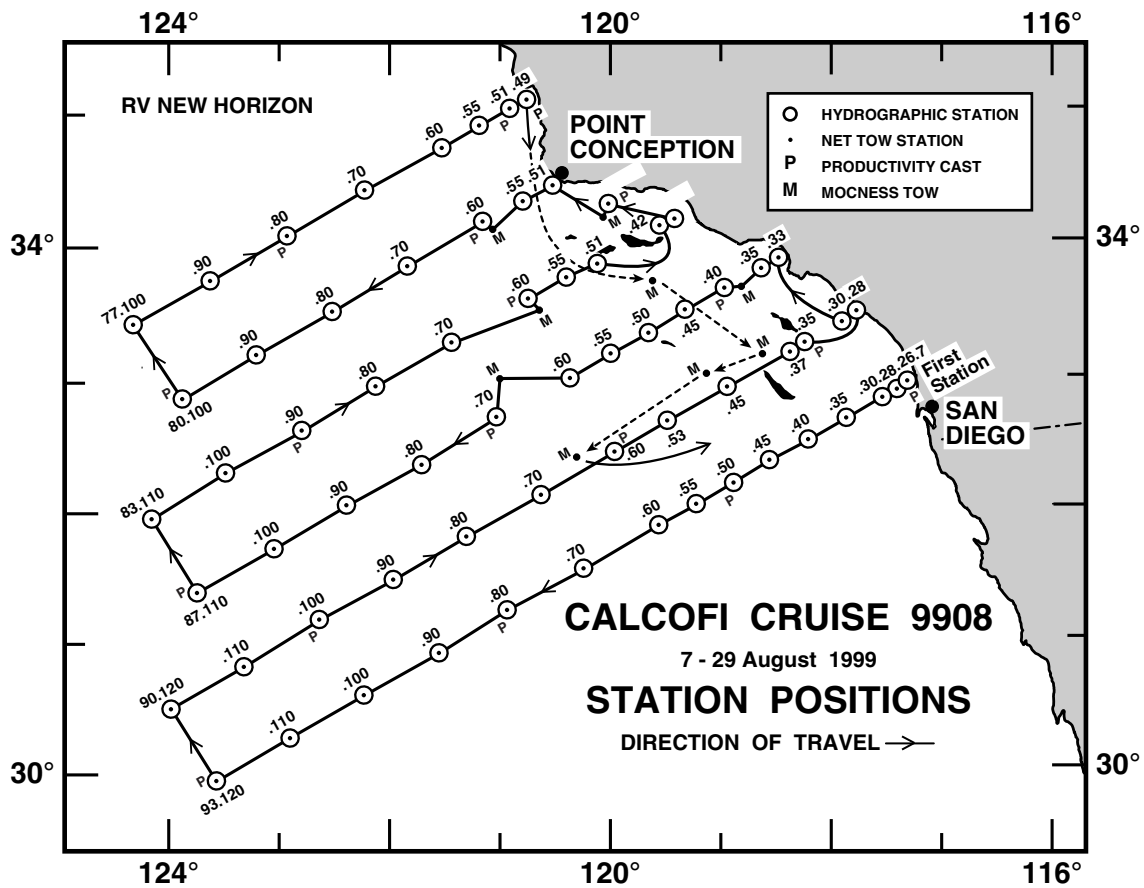 124°
120°
116°
RV NEW HORIZON
HYDROGRAPHIC STATION
NET TOW STATION
P PRODUCTIVITY CAST
M MOCNESS TOW
POINT
CONCEPTION
34°
34°
77.100
.90
.80
P
.70
.60
.55
.51
P
.49
P
80.100
P
.90
.80
.70
.60
P
M
.55
.51
M
P
.42
83.110
.100
.90
P
.80
.70
.60
P
M
.55
.51
M
87.110
P
.100
.90
.80
.70
P
M
.60
.55
.50
.45
.40
P
M
.35
.33
90.120
.110
.100
P
.90
.80
.70
M
.60
P
.53
.45
M
M
.37
.35
P
.30
.28
93.120
P
.110
.100
.90
.80
P
.70
.60
.55
.50
P
.45
.40
.35
.30
.28
.26.7
P
First
Station
SAN
DIEGO
CALCOFI CRUISE 9908
7 - 29 August 1999
STATION POSITIONS
DIRECTION OF TRAVEL
30°
30°
124°
120°
116°